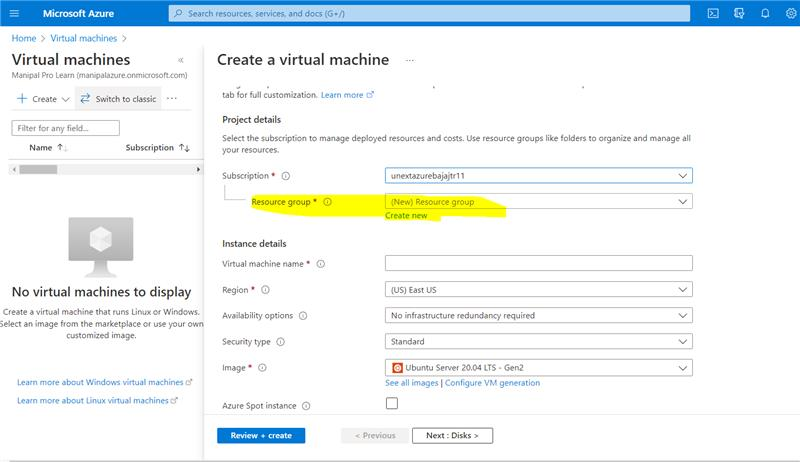 Microsoft Azure
Search resources, services, and docs (G+/)
Home > Virtual machines >
Virtual machines «
Manipal Pro Learn (manipalazure.onmicrosoft.com)
+ Create
Switch to classic
...
Filter for any field...
Name ↑
Subscription ↑↓
No virtual machines to display
Create a virtual machine that runs Linux or Windows.
Select an image from the marketplace or use your own
customized image.
Learn more about Windows virtual machines
Learn more about Linux virtual machines
Create a virtual machine ...
tab for full customization. Learn more
Project details
Select the subscription to manage deployed resources and costs. Use resource groups like folders to organize and manage all
your resources.
Subscription *
unextazurebajajtr11
Resource group *
(New) Resource group
Create new
Instance details
Virtual machine name *
Region *
(US) East US
Availability options
No infrastructure redundancy required
Security type
Standard
Image *
Ubuntu Server 20.04 LTS - Gen2
See all images | Configure VM generation
Azure Spot instance
Review + create
< Previous
Next : Disks >